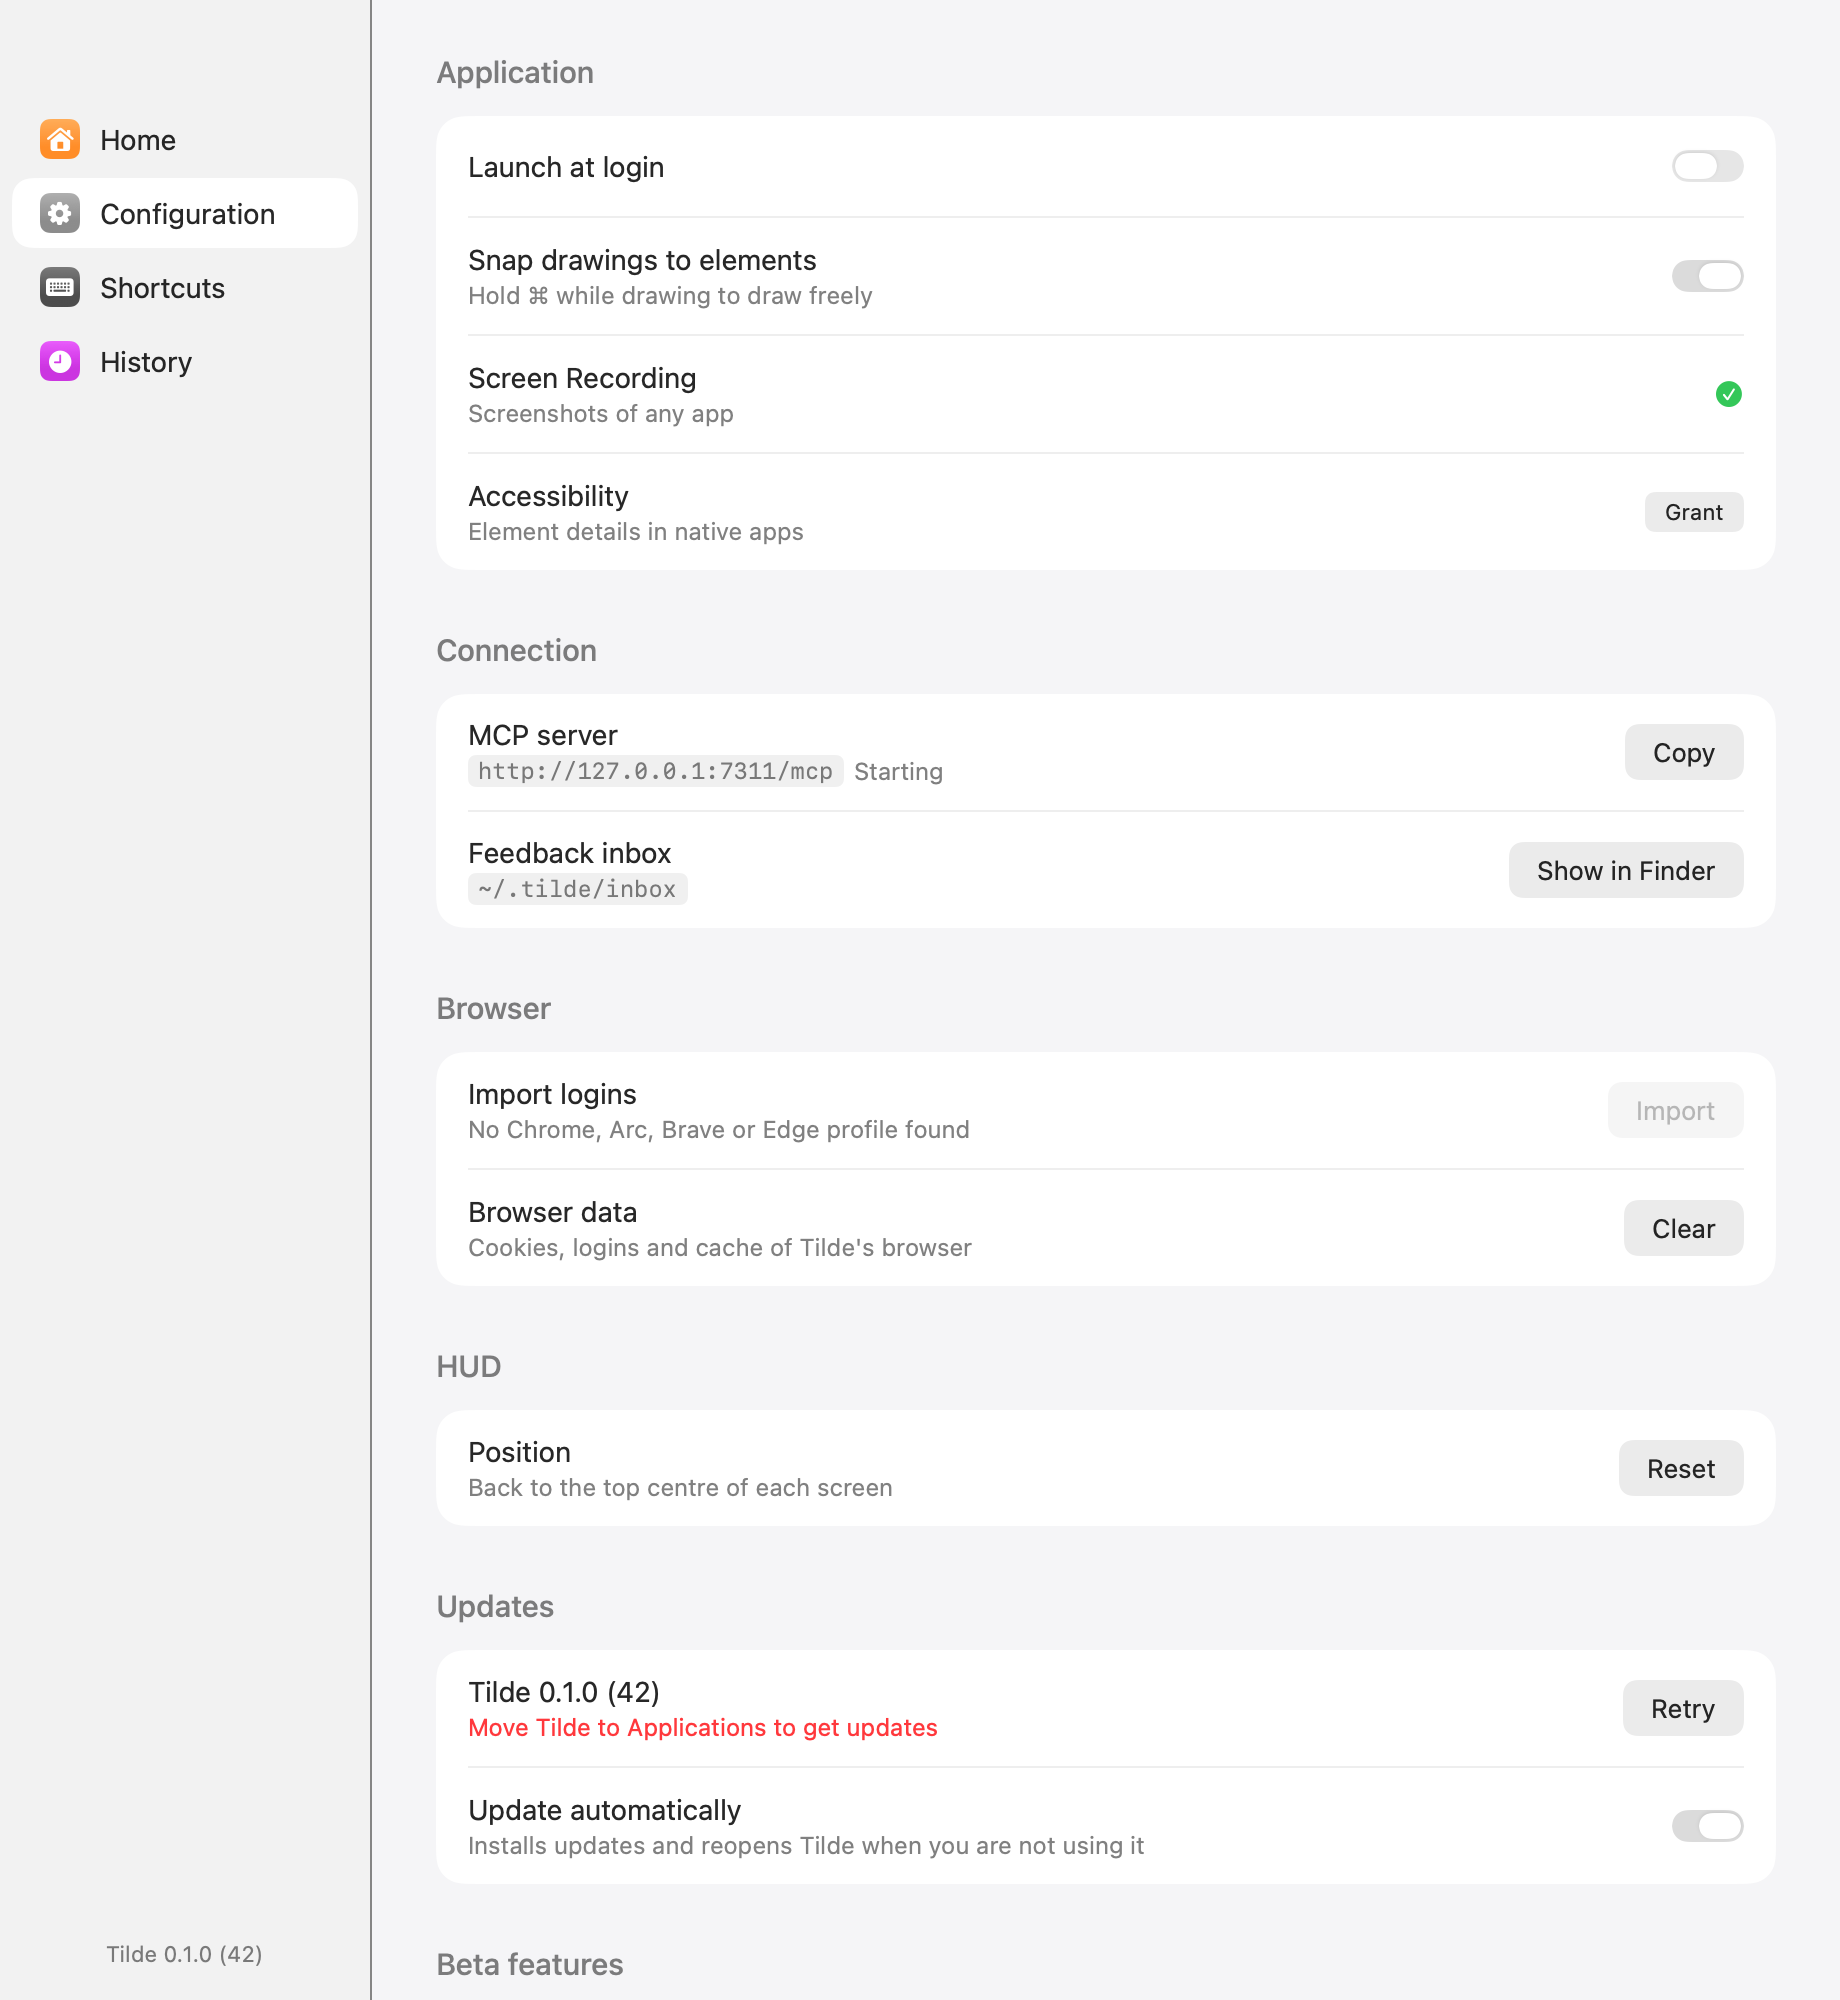 Home
Configuration
Shortcuts
History
Tilde 0.1.0 (42)
Application
Launch at login
Snap drawings to elements
Hold ⌘ while drawing to draw freely
Screen Recording
Screenshots of any app
Accessibility
Element details in native apps
Grant
Connection
MCP server
http://127.0.0.1:7311/mcp Starting
Copy
Feedback inbox
~/.tilde/inbox
Show in Finder
Browser
Import logins
No Chrome, Arc, Brave or Edge profile found
Import
Browser data
Cookies, logins and cache of Tilde's browser
Clear
HUD
Position
Back to the top centre of each screen
Reset
Updates
Tilde 0.1.0 (42)
Move Tilde to Applications to get updates
Retry
Update automatically
Installs updates and reopens Tilde when you are not using it
Beta features